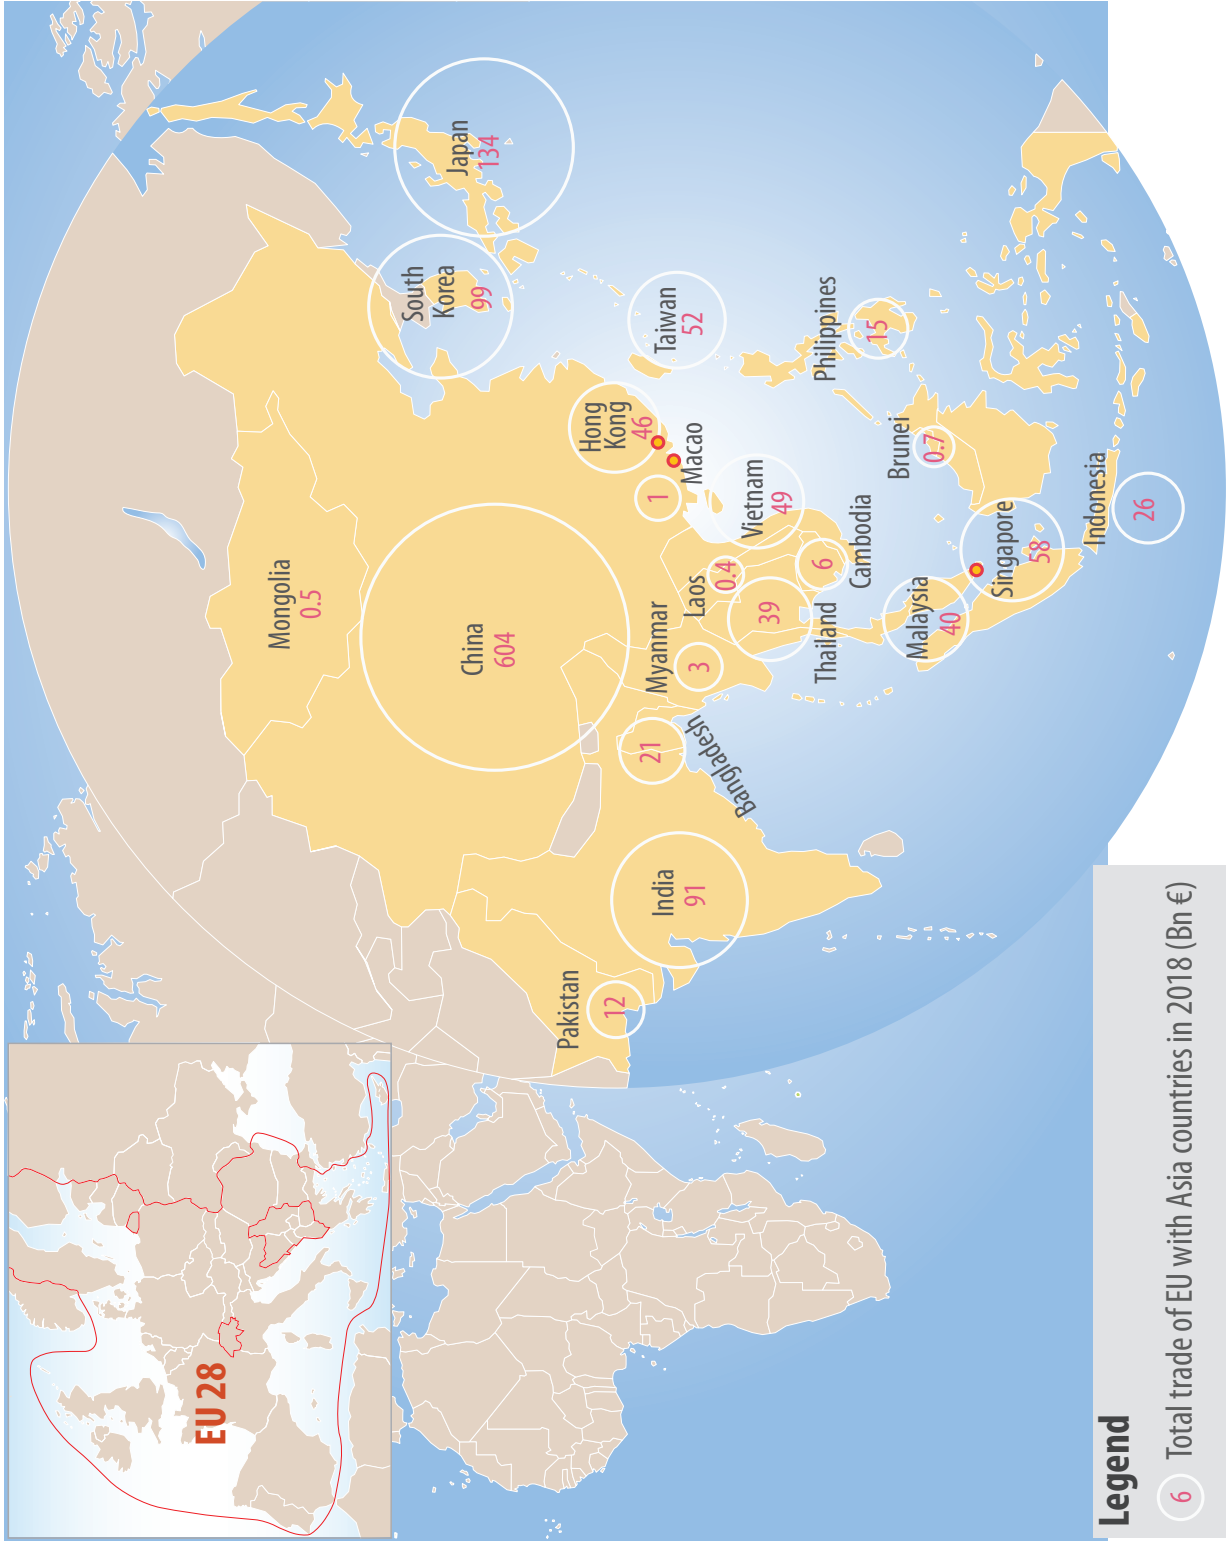 EU 28
Mongolia
0.5
China
604
South
Korea
99
Japan
134
Pakistan
12
India
91
Bangladesh
21
Myanmar
3
Laos
0.4
Thailand
39
Cambodia
6
Vietnam
49
Macao
1
Hong
Kong
46
Taiwan
52
Philippines
15
Brunei
0.7
Malaysia
40
Singapore
58
Indonesia
26
Legend
6 Total trade of EU with Asia countries in 2018 (Bn €)